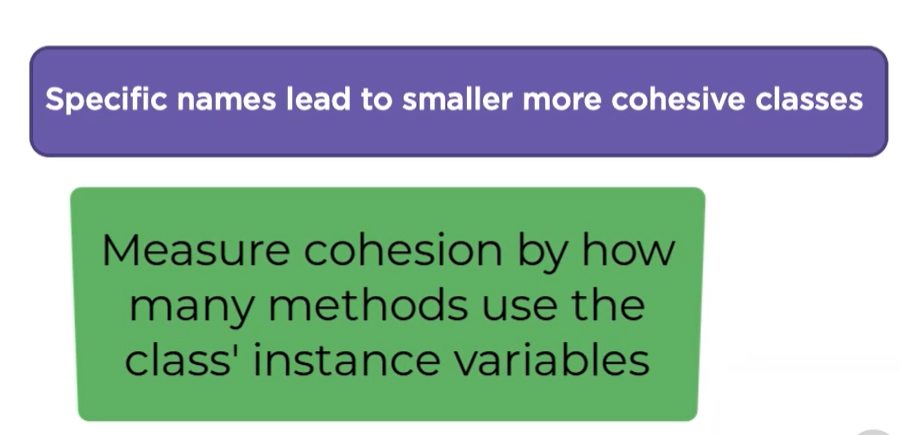 Specific names lead to smaller more cohesive classes
Measure cohesion by how
many methods use the
class' instance variables